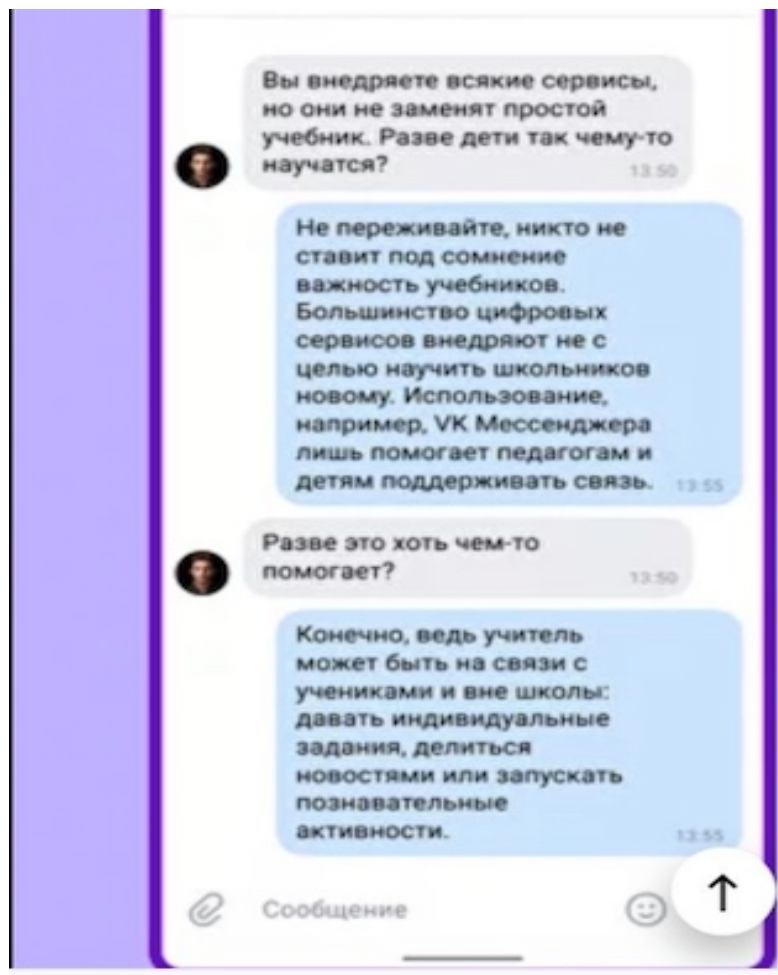 Вы внедряете всякие сервисы,
но они не заменят простой
учебник. Разве дети так чему-то
научатся?
13:50
Не переживайте, никто не
ставит под сомнение
важность учебников.
Большинство цифровых
сервисов внедряют не с
целью научить школьников
новому. Использование,
например, VK Мессенджера
лишь помогает педагогам и
детям поддерживать связь.
13:55
Разве это хоть чем-то
помогает?
13:50
Конечно, ведь учитель
может быть на связи с
учениками и вне школы:
давать индивидуальные
задания, делиться
новостями или запускать
познавательные
активности.
13:55
Сообщение